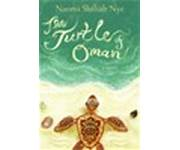 Naomi Shihab Nye
The
Turtle of
Oman